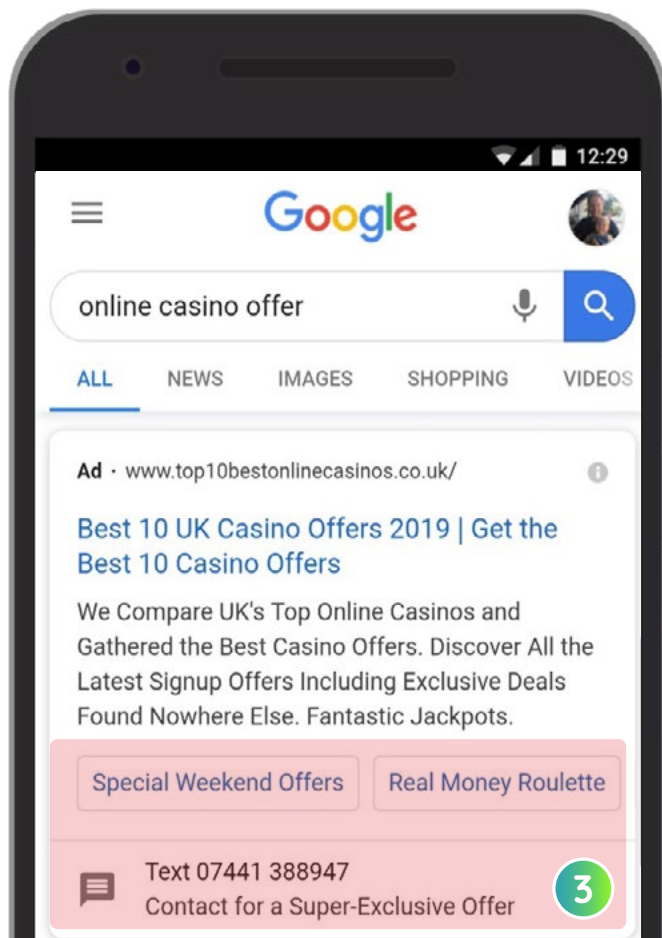 12:29
Google
online casino offer
ALL NEWS IMAGES SHOPPING VIDEOS
Ad · www.top10bestonlinecasinos.co.uk/
Best 10 UK Casino Offers 2019 | Get the
Best 10 Casino Offers
We Compare UK's Top Online Casinos and
Gathered the Best Casino Offers. Discover All the
Latest Signup Offers Including Exclusive Deals
Found Nowhere Else. Fantastic Jackpots.
Special Weekend Offers Real Money Roulette
Text 07441 388947
Contact for a Super-Exclusive Offer
3